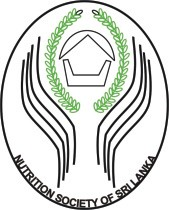 NUTRITION SOCIETY OF SRI LANKA